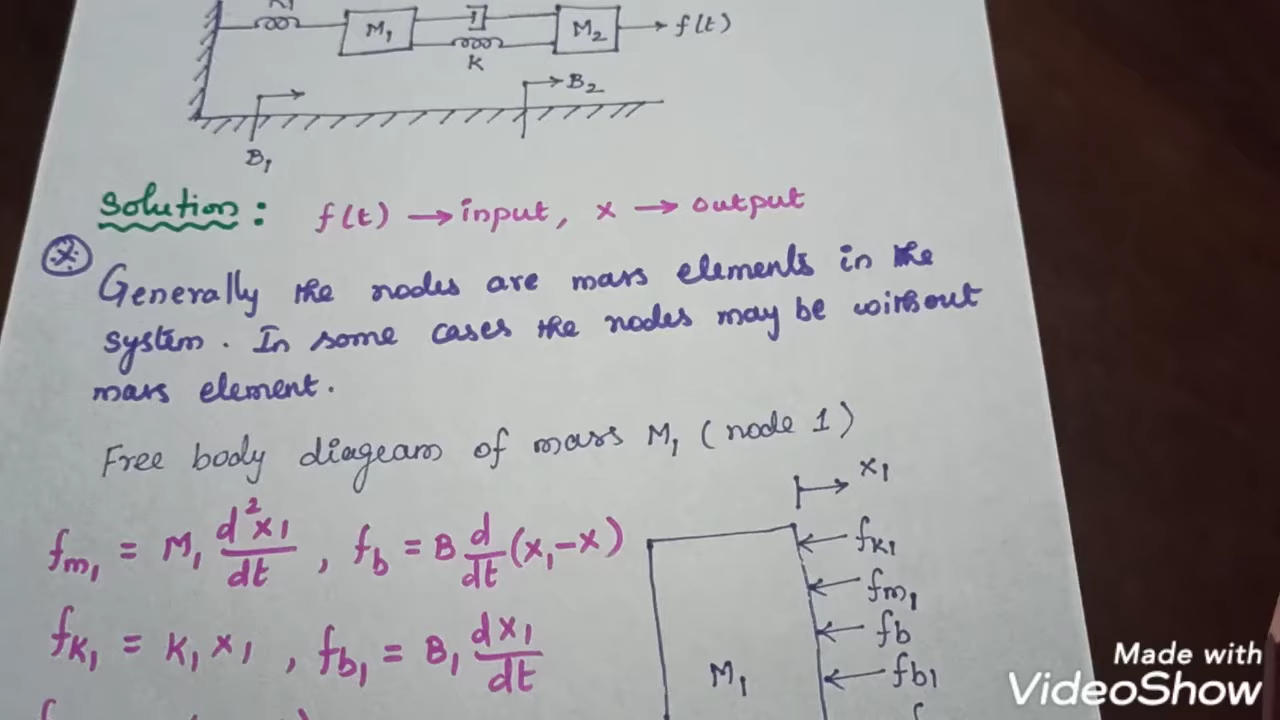 M₁
M₂
f(t)
K
B₂
B₁
Solution: f(t) → input, x → output
Generally the nodes are mass elements in the
system. In some cases the nodes may be without
mass element.
Free body diagram of mass M₁ (node 1)
x₁
fm₁ = M₁ d²x₁/dt, fb = B d/dt (x₁-x)
fk₁
fm₁
fb
fk₁ = K₁x₁, fb₁ = B₁ dx₁/dt
fb1
M₁
Made with
VideoShow